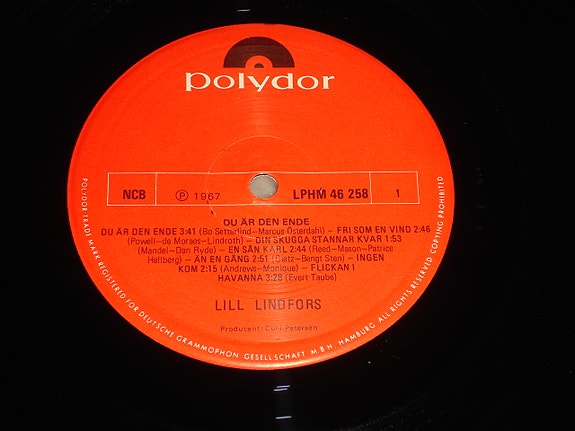 polydor
NCB
℗ 1967
LPHM 46 258
1
DU ÄR DEN ENDE
DU ÄR DEN ENDE 3:41 (Bo Setterlind—Marcus Österdahl) — FRI SOM EN VIND 2:46
(Powell—de Moraes—Lindroth) — DIN SKUGGA STANNAR KVAR 1:53
(Mandel—Dan Ryde) — EN SÅN KARL 2:44 (Reed—Mason—Patrice
Hellberg) — ÄN EN GÅNG 2:51 (Gietz—Bengt Sten) — INGEN
KOM 2:15 (Andrews—Monique) — FLICKAN I
HAVANNA 3:28 (Evert Taube)
LILL LINDFORS
Producent: Curt Peterson
POLYDOR TRADE MARK REGISTERED FOR DEUTSCHE GRAMMOPHON GESELLSCHAFT M B H, HAMBURG ALL RIGHTS RESERVED COPYING PROHIBITED